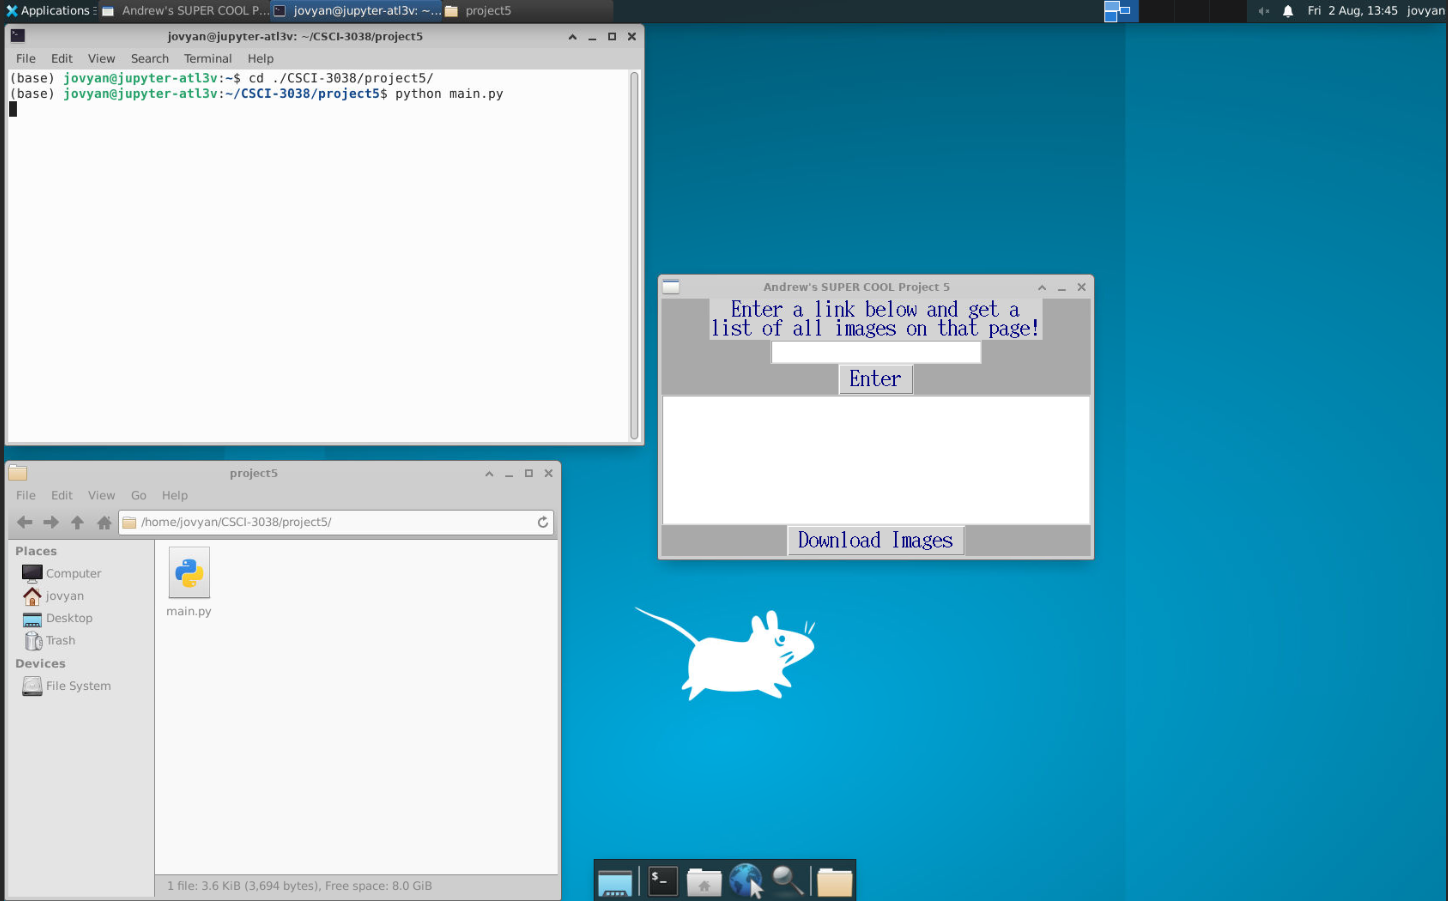 Applications
Andrew's SUPER COOL P...
jovyan@jupyter-atl3v: ~...
project5
Fri 2 Aug, 13:45
jovyan
jovyan@jupyter-atl3v: ~/CSCI-3038/project5
File Edit View Search Terminal Help
(base) jovyan@jupyter-atl3v:~$ cd ./CSCI-3038/project5/
(base) jovyan@jupyter-atl3v:~/CSCI-3038/project5$ python main.py
Andrew's SUPER COOL Project 5
Enter a link below and get a
list of all images on that page!
Enter
Download Images
project5
File Edit View Go Help
/home/jovyan/CSCI-3038/project5/
Places
Computer
jovyan
Desktop
Trash
Devices
File System
main.py
1 file: 3.6 KiB (3,694 bytes), Free space: 8.0 GiB
$_